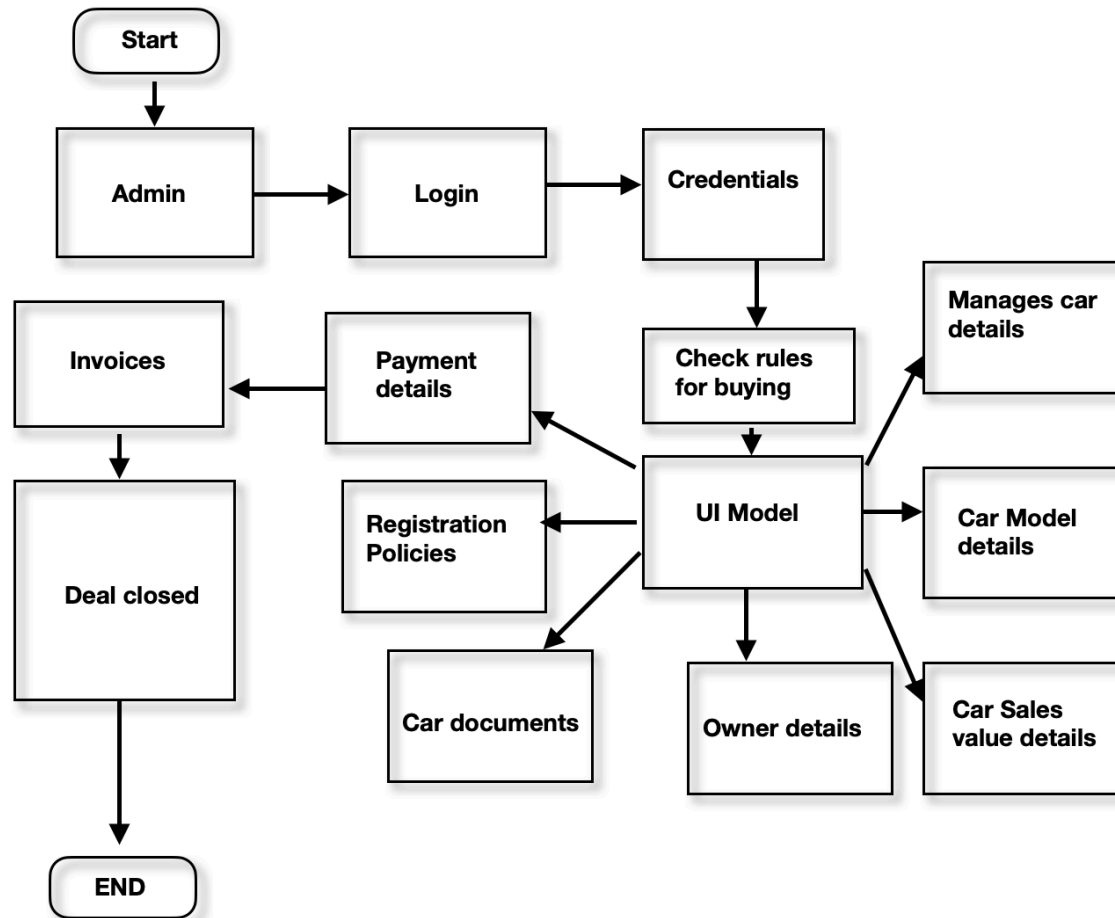 Start
Admin
Login
Credentials
Manages car
details
Invoices
Payment
details
Check rules
for buying
Registration
Policies
UI Model
Car Model
details
Deal closed
Car documents
Owner details
Car Sales
value details
END